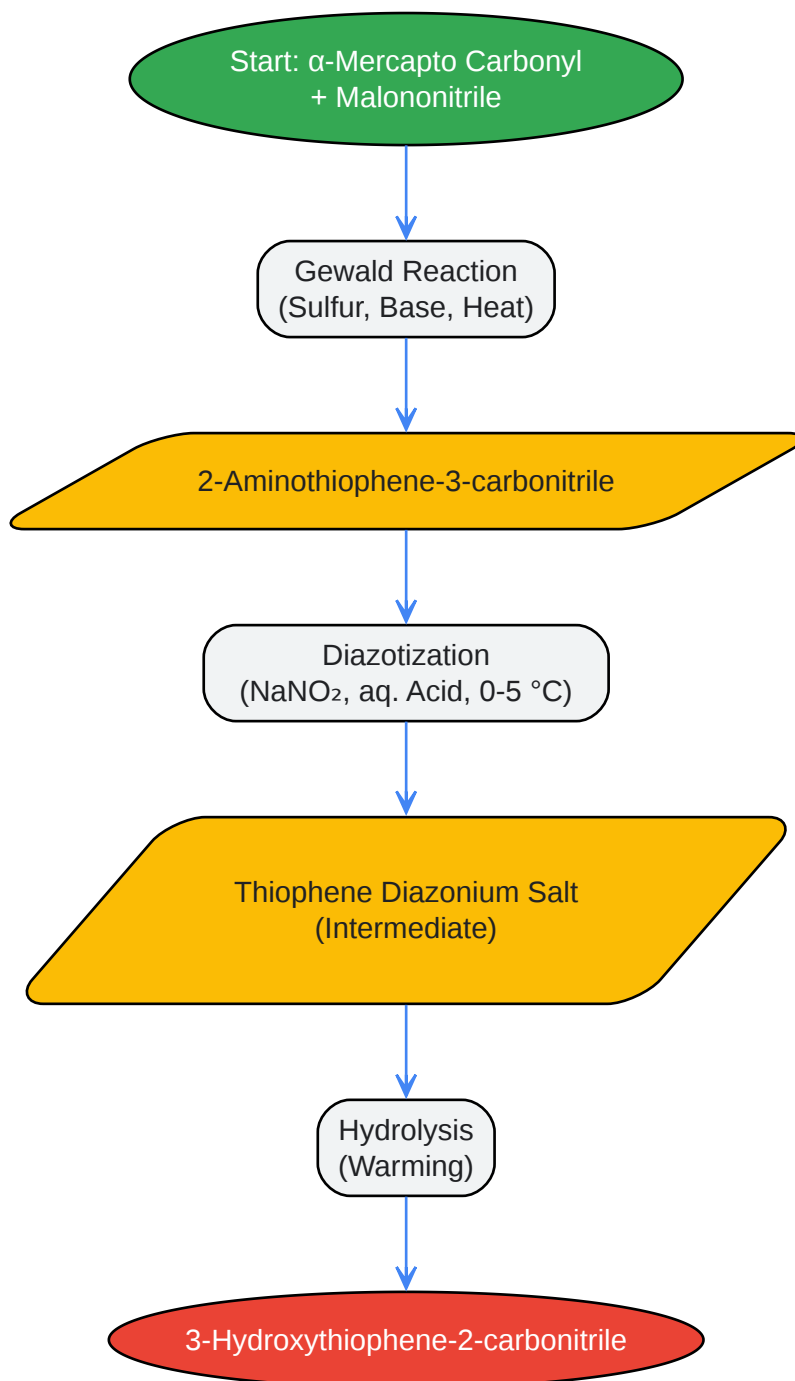 Start: α-Mercapto Carbonyl
+ Malononitrile
Gewald Reaction
(Sulfur, Base, Heat)
2-Aminothiophene-3-carbonitrile
Diazotization
(NaNO₂, aq. Acid, 0-5 °C)
Thiophene Diazonium Salt
(Intermediate)
Hydrolysis
(Warming)
3-Hydroxythiophene-2-carbonitrile